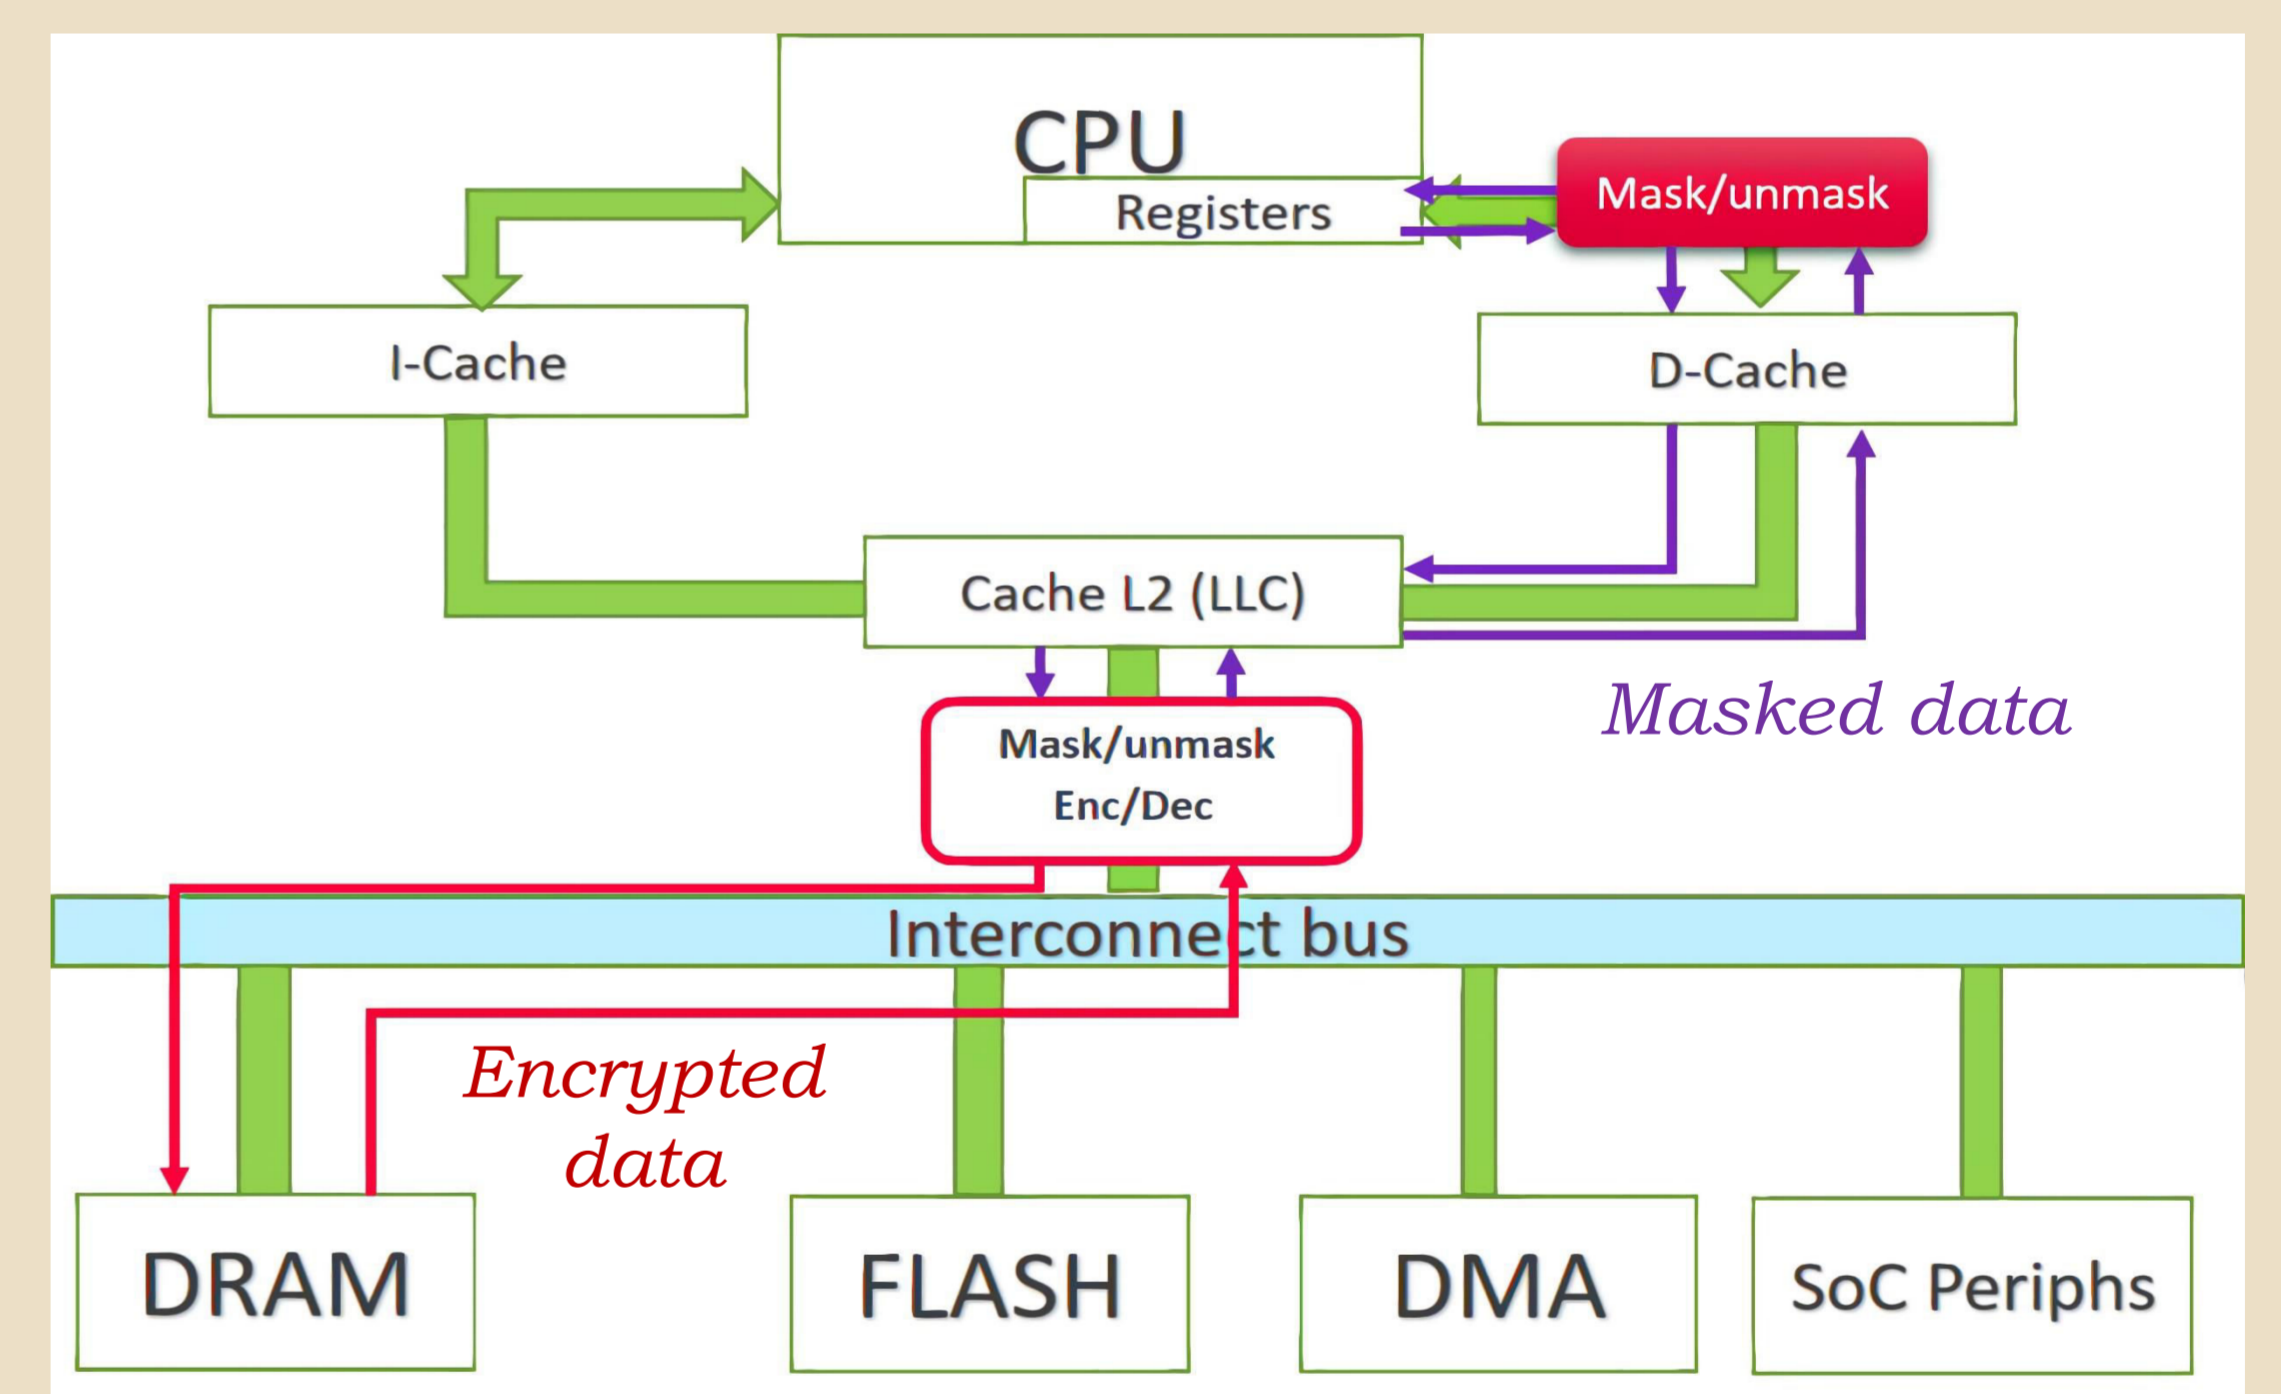 CPU
Mask/unmask
Registers
I-Cache
D-Cache
Cache L2 (LLC)
Masked data
Mask/unmask
Enc/Dec
Interconnect bus
Encrypted
data
DRAM
FLASH
DMA
SoC Periphs